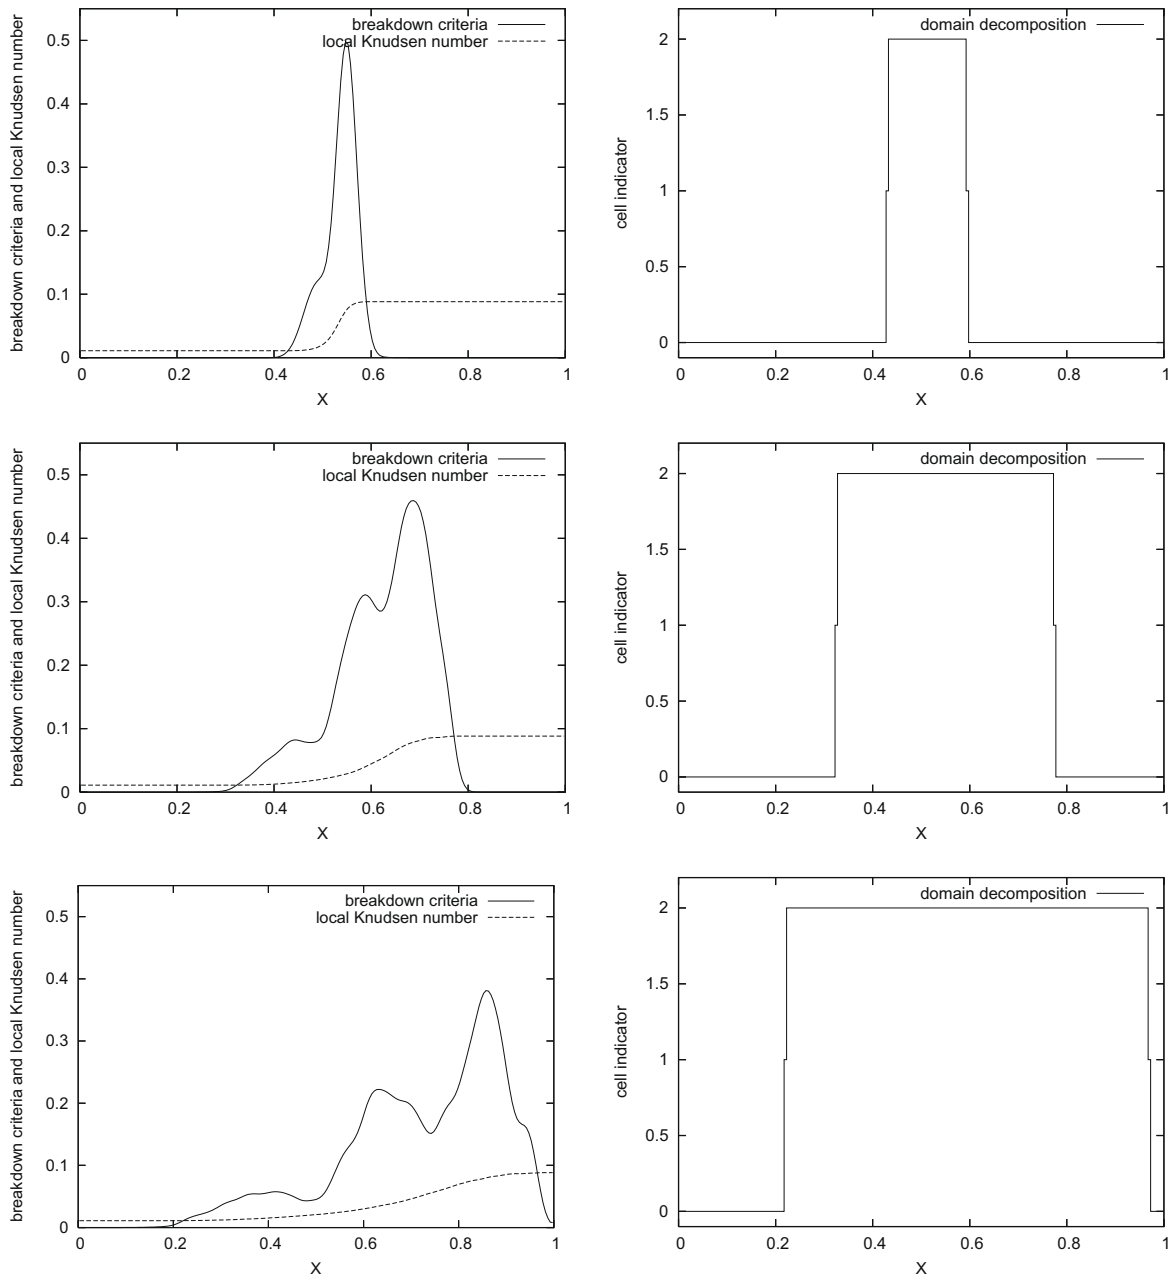 breakdown criteria and local Knudsen number
breakdown criteria
local Knudsen number
0.5
0.4
0.3
0.2
0.1
0
0 0.2 0.4 0.6 0.8 1
X
cell indicator
domain decomposition
2
1.5
1
0.5
0
0 0.2 0.4 0.6 0.8 1
X
breakdown criteria and local Knudsen number
breakdown criteria
local Knudsen number
0.5
0.4
0.3
0.2
0.1
0
0 0.2 0.4 0.6 0.8 1
X
cell indicator
domain decomposition
2
1.5
1
0.5
0
0 0.2 0.4 0.6 0.8 1
X
breakdown criteria and local Knudsen number
breakdown criteria
local Knudsen number
0.5
0.4
0.3
0.2
0.1
0
0 0.2 0.4 0.6 0.8 1
X
cell indicator
domain decomposition
2
1.5
1
0.5
0
0 0.2 0.4 0.6 0.8 1
X